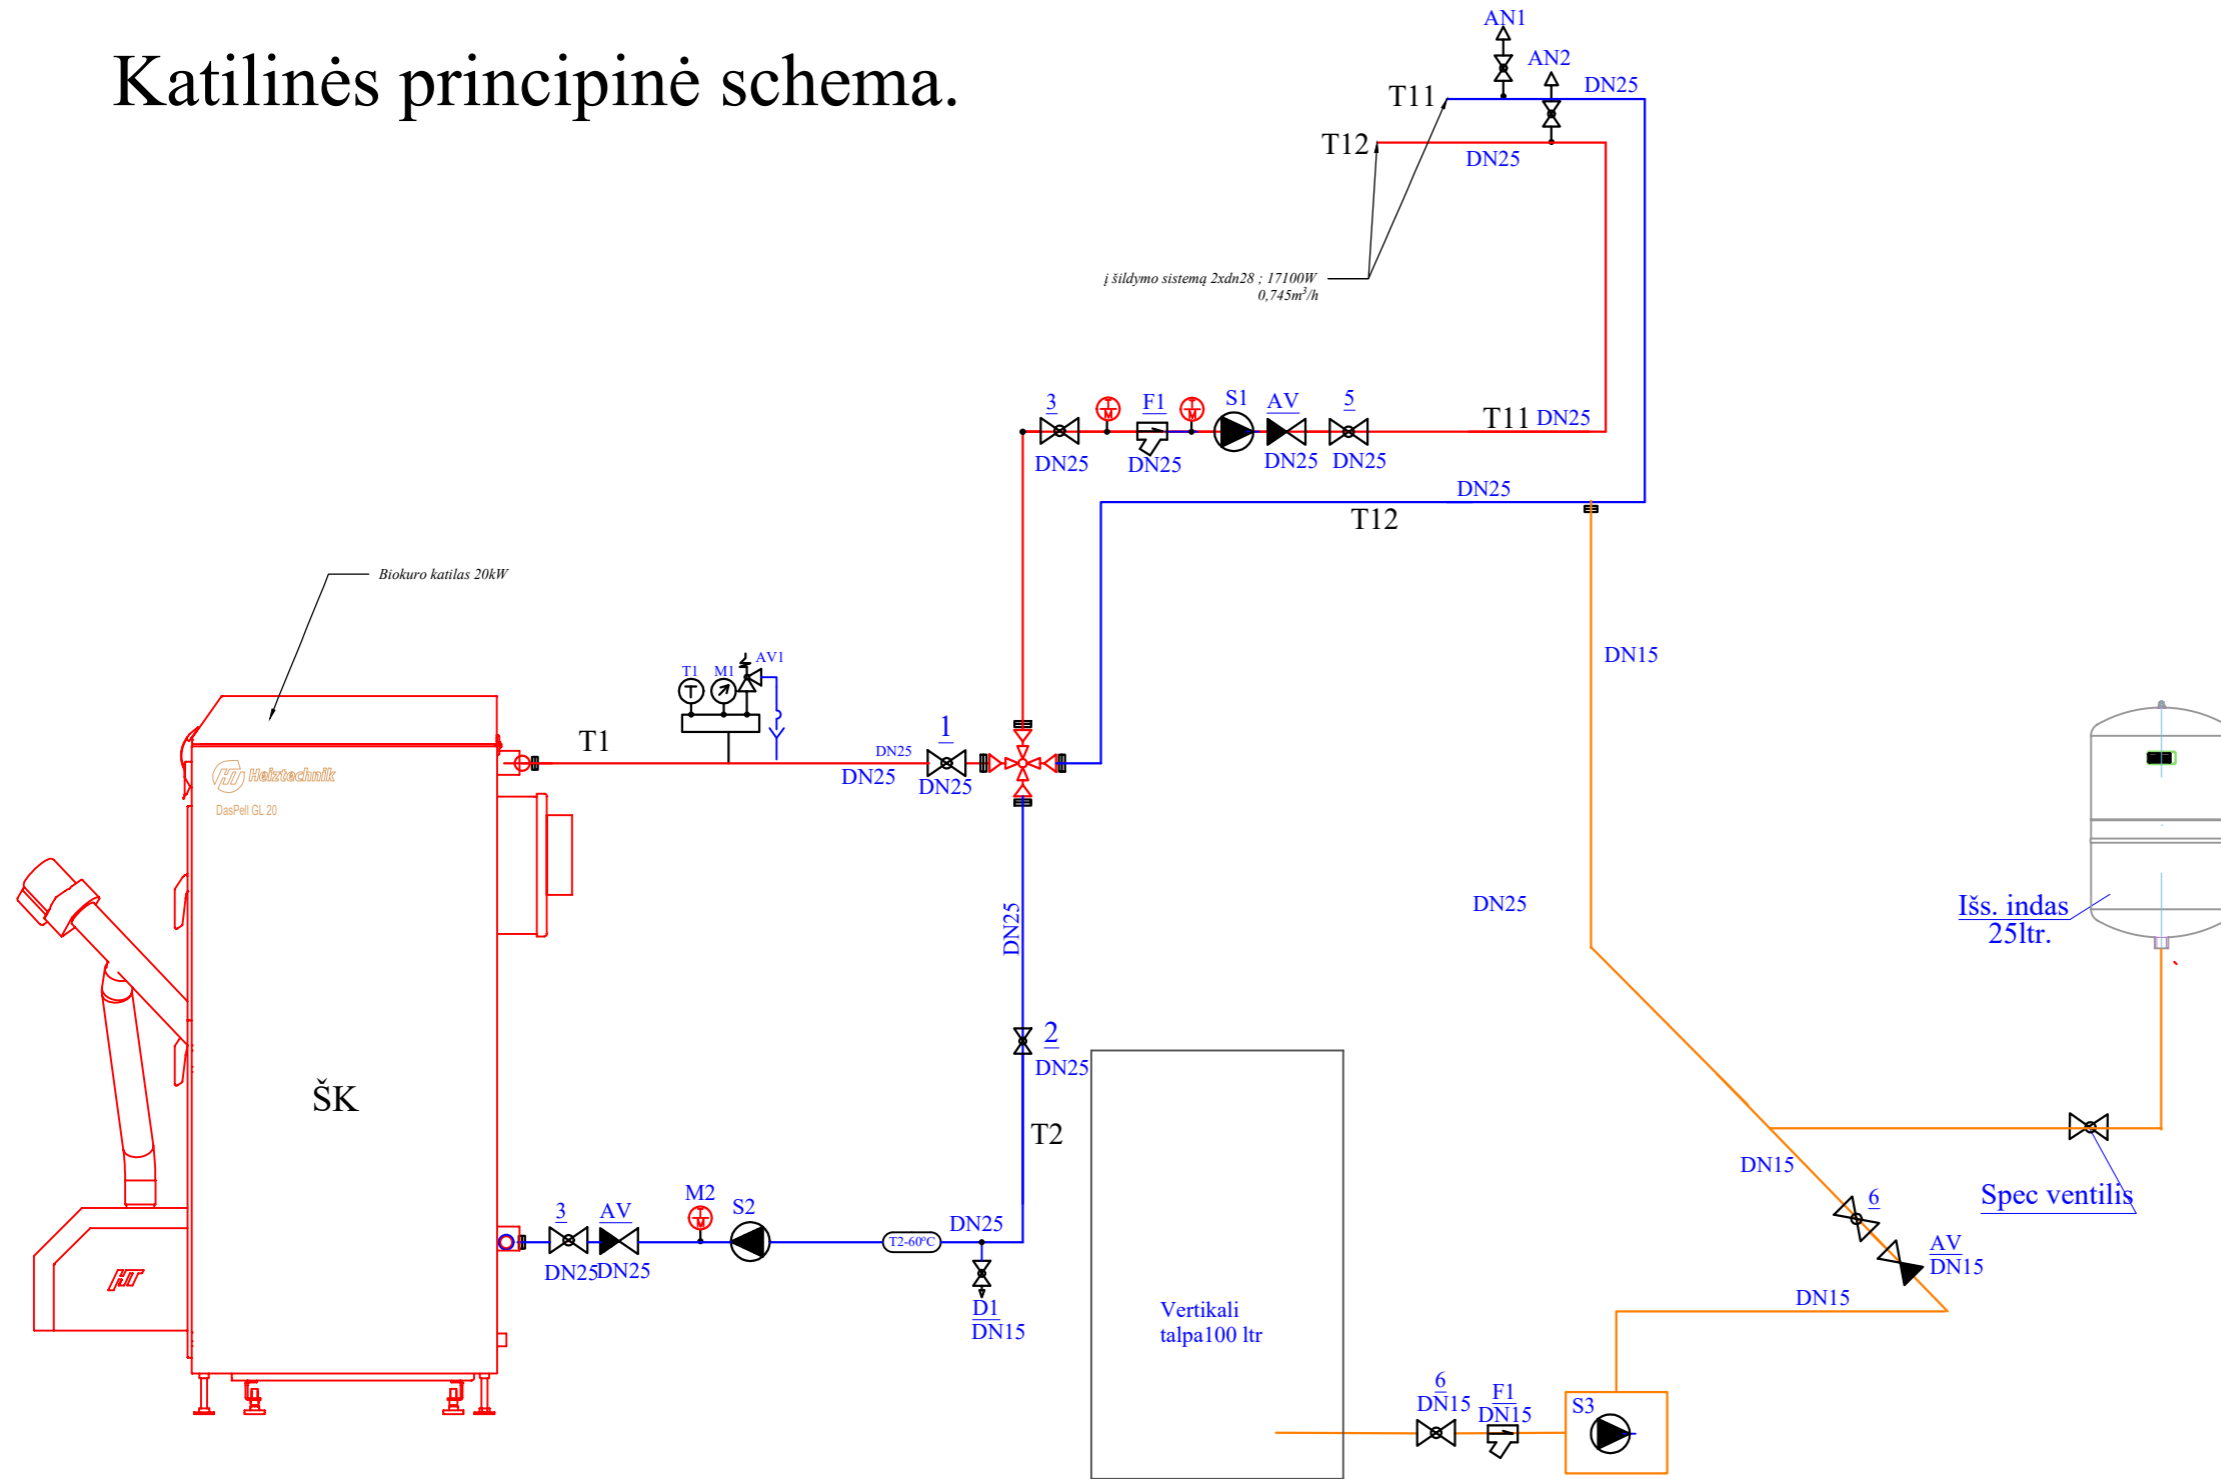 Katilinės principinė schema.
AN1
AN2
T11
DN25
T12
DN25
į šildymo sistemą 2xdn28 ; 17100W
0,745m³/h
3
F1
S1
AV
5
T11 DN25
DN25
DN25
DN25
DN25
DN25
T12
Biokuro katilas 20kW
DN15
T1
M1
AV1
T1
1
DN25
DN25
DN25
HT Heiztechnik
DasPell GL 20
DN25
DN25
Išs. indas
25ltr.
2
DN25
ŠK
T2
DN15
6
Spec ventilis
3
AV
M2
S2
T2-60°C
DN25
DN25
DN25
D1
DN15
AV
DN15
DN15
Vertikali
talpa100 ltr
HT
6
DN15
F1
DN15
S3